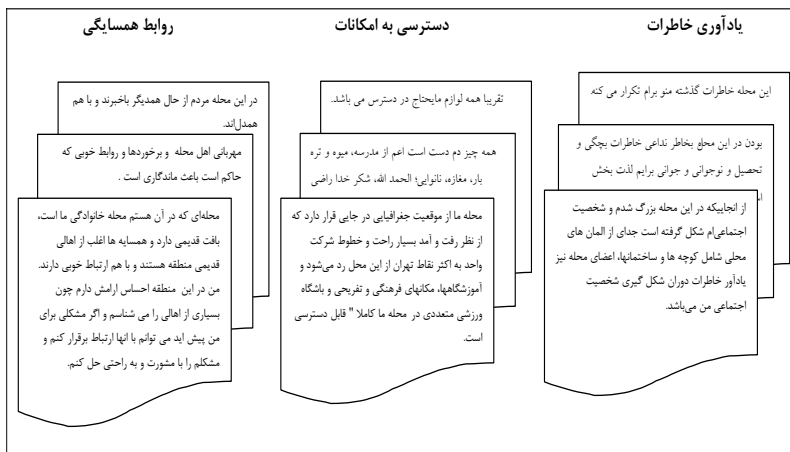 یادآوری خاطرات
این محله خاطرات گذشته منو برام تکرار می کنه.
بودن در این محله بخاطر تداعی خاطرات بچگی و
تحصیل و نوجوانی و جوانی برایم لذت بخش
از انجاییکه در این محله بزرگ شدم و شخصیت
اجتماعی‌ام شکل گرفته است جدای از المان های
محلی شامل کوچه ها و ساختمانها، اعضای محله نیز
یادآور خاطرات دوران شکل گیری شخصیت
اجتماعی من می‌باشد.
دسترسی به امکانات
تقریبا همه لوازم مایحتاج در دسترس می باشد.
همه چیز دم دست است اعم از مدرسه، میوه و تره
بار، مغازه، نانوایی؛ الحمد الله، شکر خدا راضی
محله ما از موقعیت جغرافیایی در جایی قرار دارد که
از نظر رفت و آمد بسیار راحت و خطوط شرکت
واحد به اکثر نقاط تهران از این محل رد می‌شود و
آموزشگاهها، مکانهای فرهنگی و تفریحی و باشگاه
ورزشی متعددی در محله ما کاملا " قابل دسترسی
است.
روابط همسایگی
در این محله مردم از حال همدیگر باخبرند و با هم
همدل‌اند.
مهربانی اهل محله و برخوردها و روابط خوبی که
حاکم است باعث ماندگاری است .
محله‌ای که در آن هستم محله خانوادگی ما است،
بافت قدیمی دارد و همسایه ها اغلب از اهالی
قدیمی منطقه هستند و با هم ارتباط خوبی دارند.
من در این منطقه احساس ارامش دارم چون
بسیاری از اهالی را می شناسم و اگر مشکلی برای
من پیش اید می توانم با انها ارتباط برقرار کنم و
مشکلم را با مشورت و به راحتی حل کنم.